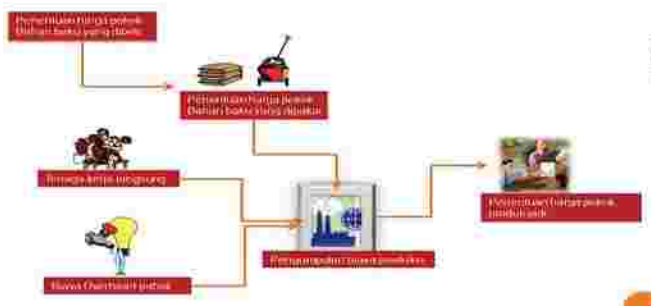 Penentuan harga pokok
Bahan baku yang dibeli
Penentuan harga pokok
Bahan baku yang dipakai
Tenaga kerja langsung
Penentuan harga pokok
produk jadi
Pengumpulan biaya produksi
Biaya Overhead pabrik